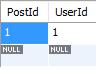 PostId UserId
1 1
NULL NULL